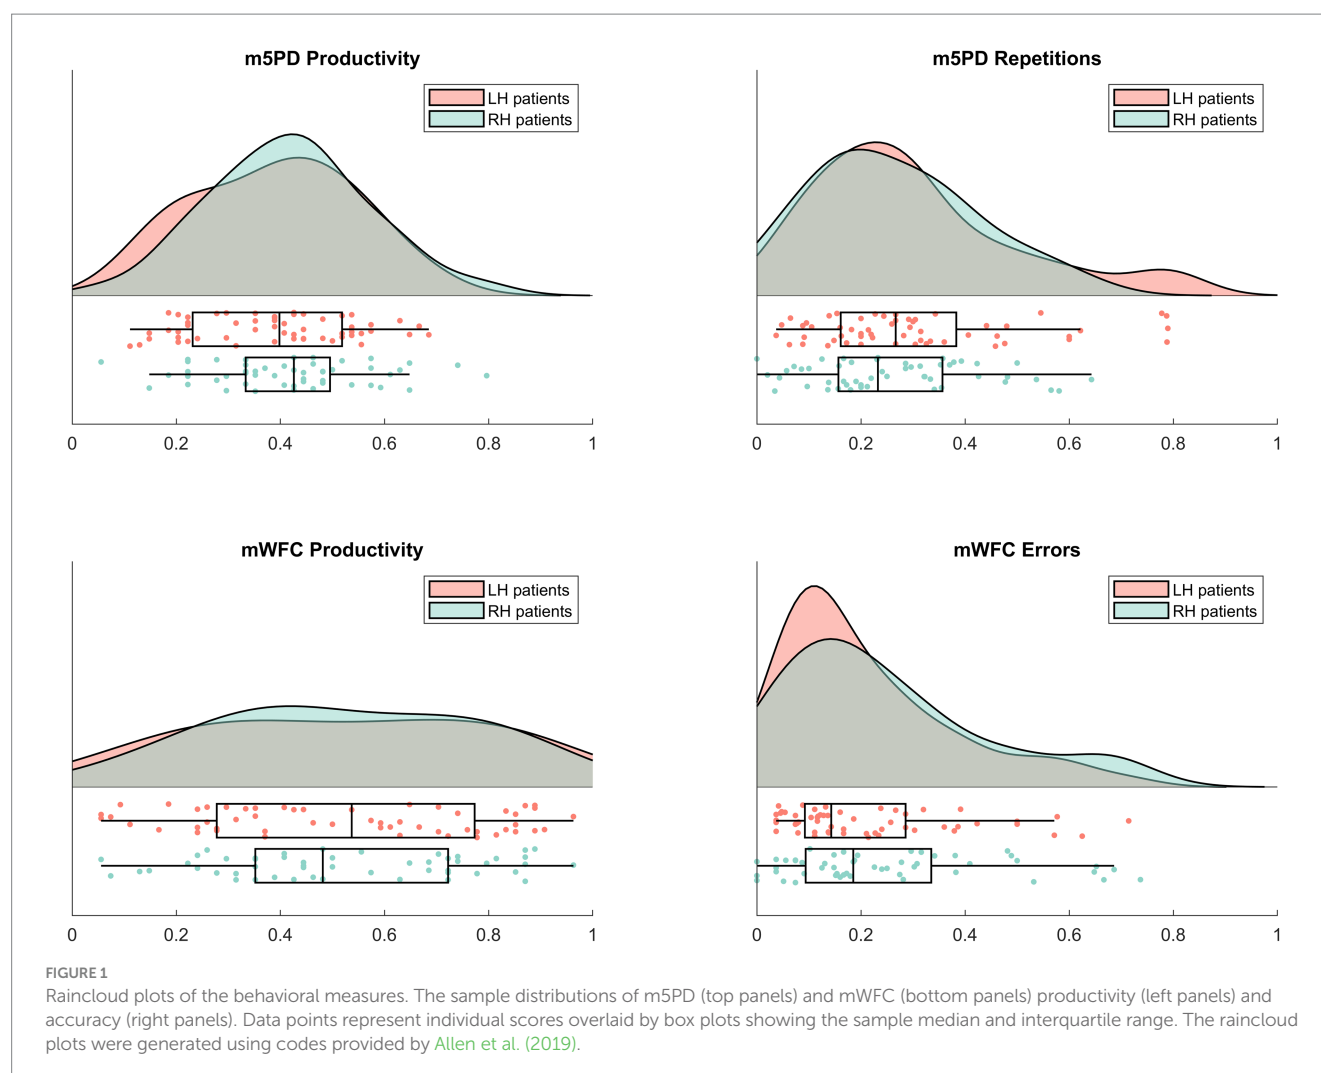 m5PD Productivity
LH patients
RH patients
0 0.2 0.4 0.6 0.8 1
m5PD Repetitions
LH patients
RH patients
0 0.2 0.4 0.6 0.8 1
mWFC Productivity
LH patients
RH patients
0 0.2 0.4 0.6 0.8 1
mWFC Errors
LH patients
RH patients
0 0.2 0.4 0.6 0.8 1
FIGURE 1
Raincloud plots of the behavioral measures. The sample distributions of m5PD (top panels) and mWFC (bottom panels) productivity (left panels) and
accuracy (right panels). Data points represent individual scores overlaid by box plots showing the sample median and interquartile range. The raincloud
plots were generated using codes provided by Allen et al. (2019).